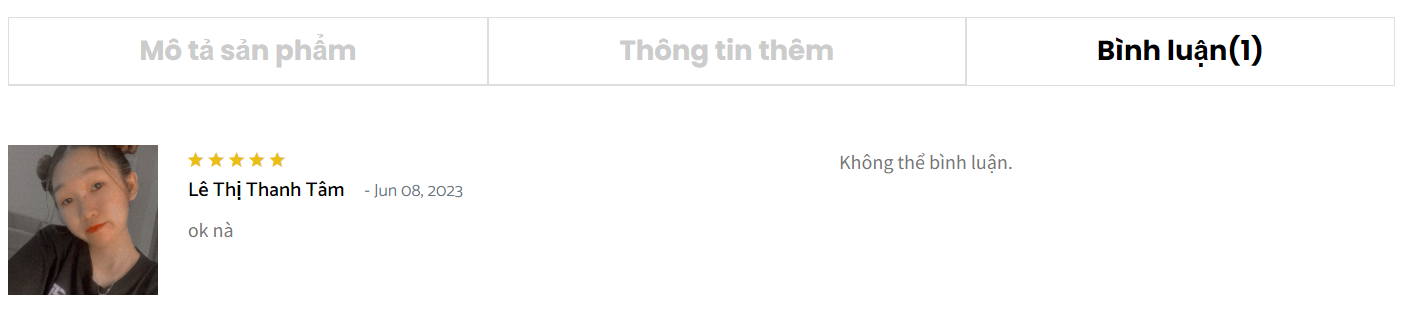 Mô tả sản phẩm
Thông tin thêm
Bình luận(1)
Lê Thị Thanh Tâm - Jun 08, 2023
ok nà
Không thể bình luận.